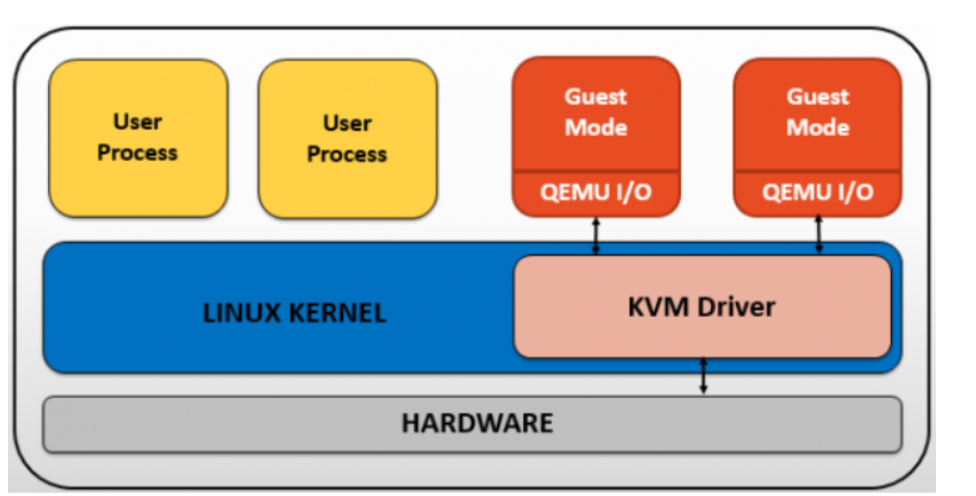 User
Process
User
Process
Guest
Mode
QEMU I/O
Guest
Mode
QEMU I/O
LINUX KERNEL
KVM Driver
HARDWARE